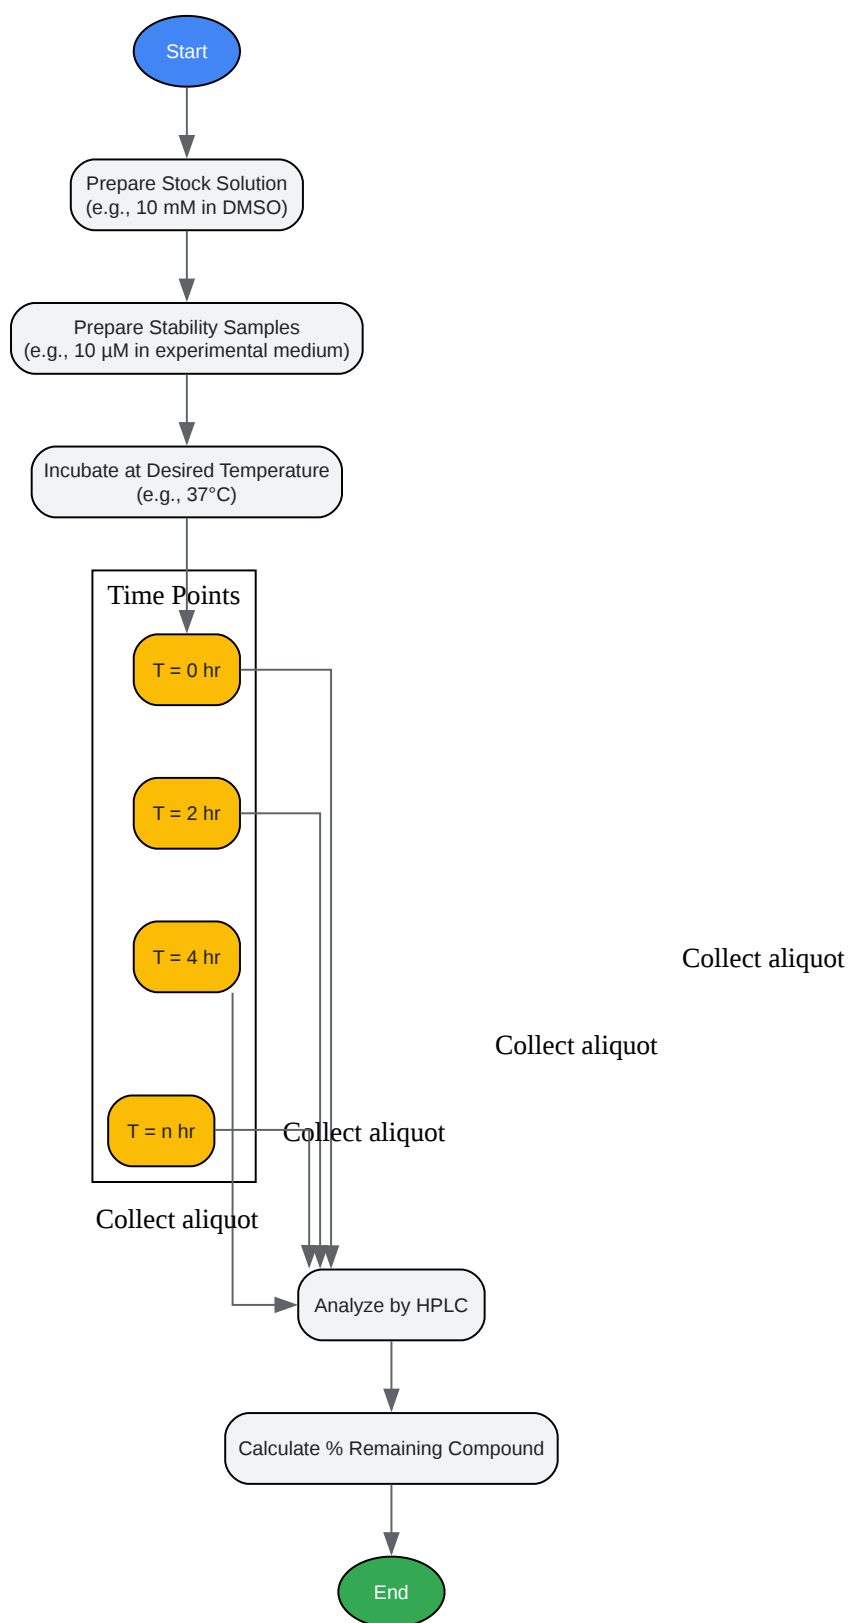 Start
Prepare Stock Solution
(e.g., 10 mM in DMSO)
Prepare Stability Samples
(e.g., 10 µM in experimental medium)
Incubate at Desired Temperature
(e.g., 37°C)
Time Points
T = 0 hr
T = 2 hr
T = 4 hr
Collect aliquot
Collect aliquot
T = n hr
Collect aliquot
Collect aliquot
Analyze by HPLC
Calculate % Remaining Compound
End